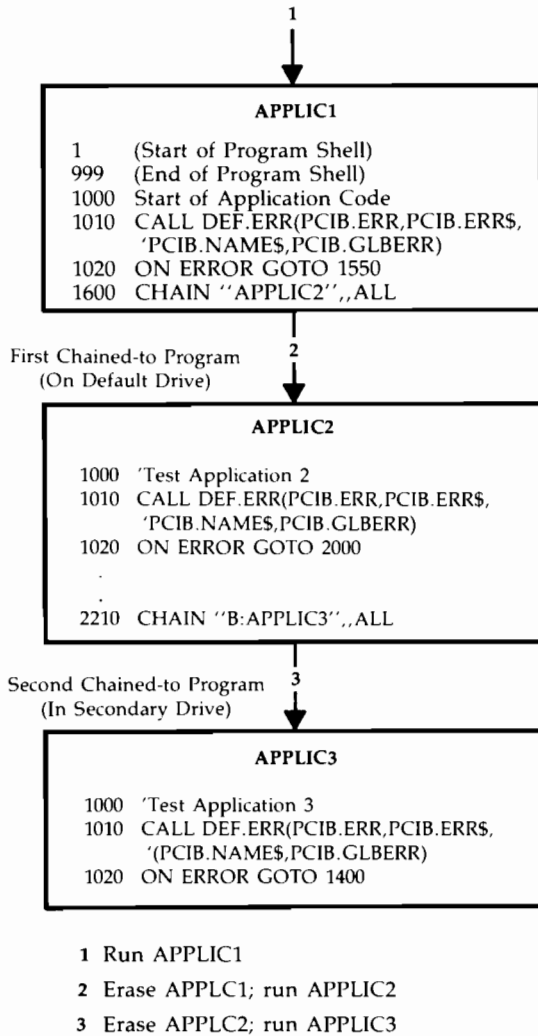 1
APPLIC1
1 (Start of Program Shell)
999 (End of Program Shell)
1000 Start of Application Code
1010 CALL DEF.ERR(PCIB.ERR,PCIB.ERR$,
'PCIB.NAME$,PCIB.GLBERR)
1020 ON ERROR GOTO 1550
1600 CHAIN ''APPLIC2'',,ALL
First Chained-to Program
(On Default Drive)
2
APPLIC2
1000 'Test Application 2
1010 CALL DEF.ERR(PCIB.ERR,PCIB.ERR$,
'PCIB.NAME$,PCIB.GLBERR)
1020 ON ERROR GOTO 2000
.
.
2210 CHAIN ''B:APPLIC3'',,ALL
Second Chained-to Program
(In Secondary Drive)
3
APPLIC3
1000 'Test Application 3
1010 CALL DEF.ERR(PCIB.ERR,PCIB.ERR$,
'(PCIB.NAME$,PCIB.GLBERR)
1020 ON ERROR GOTO 1400
1 Run APPLIC1
2 Erase APPLC1; run APPLIC2
3 Erase APPLC2; run APPLIC3